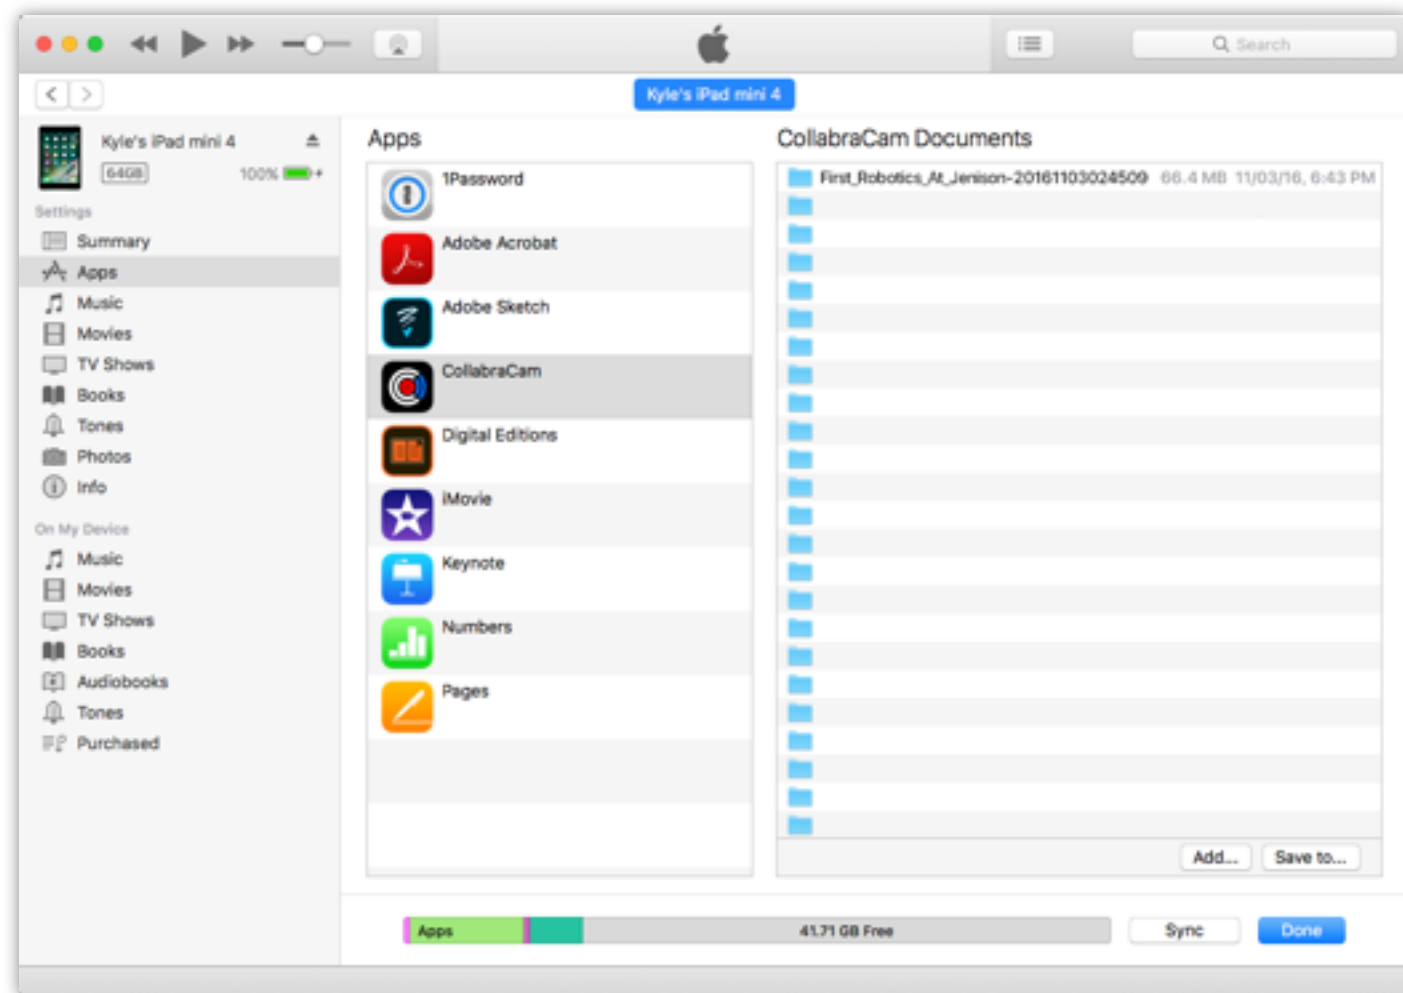 Search
Kyle's iPad mini 4
Kyle's iPad mini 4
64GB 100%
Settings
Summary
Apps
Music
Movies
TV Shows
Books
Tones
Photos
Info
On My Device
Music
Movies
TV Shows
Books
Audiobooks
Tones
Purchased
Apps
1Password
Adobe Acrobat
Adobe Sketch
CollabraCam
Digital Editions
iMovie
Keynote
Numbers
Pages
CollabraCam Documents
First_Robotics_At_Jenison-20161103024509 66.4 MB 11/03/16, 6:43 PM
Add... Save to...
Apps 41.71 GB Free Sync Done